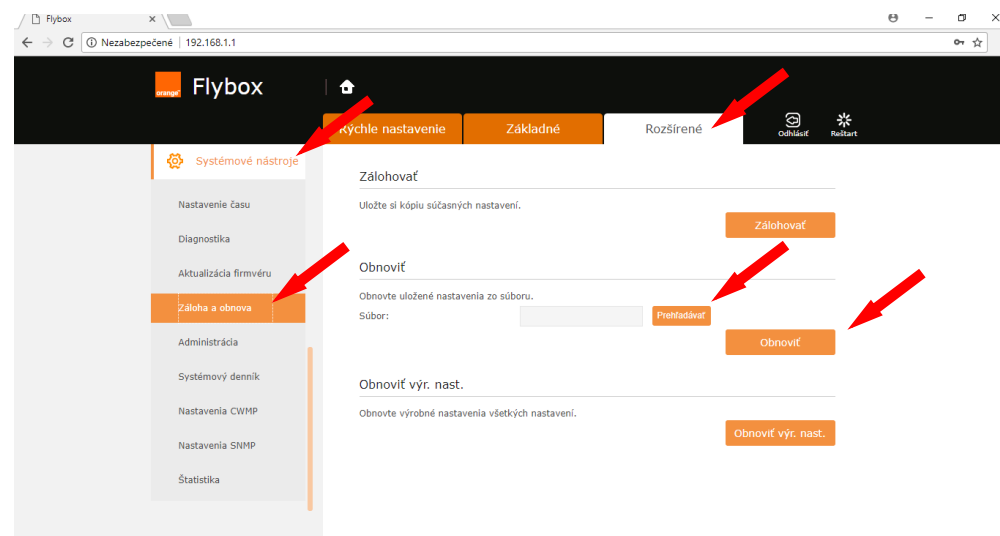 Flybox
Nezabezpečené | 192.168.1.1
orange™ Flybox
Rýchle nastavenie Základné Rozšírené Odhlásiť Reštart
Systémové nástroje
Nastavenie času
Diagnostika
Aktualizácia firmvéru
Záloha a obnova
Administrácia
Systémový denník
Nastavenia CWMP
Nastavenia SNMP
Štatistika
Zálohovať
Uložte si kópiu súčasných nastavení.
Zálohovať
Obnoviť
Obnovte uložené nastavenia zo súboru.
Súbor: Prehľadávať
Obnoviť
Obnoviť výr. nast.
Obnovte výrobné nastavenia všetkých nastavení.
Obnoviť výr. nast.